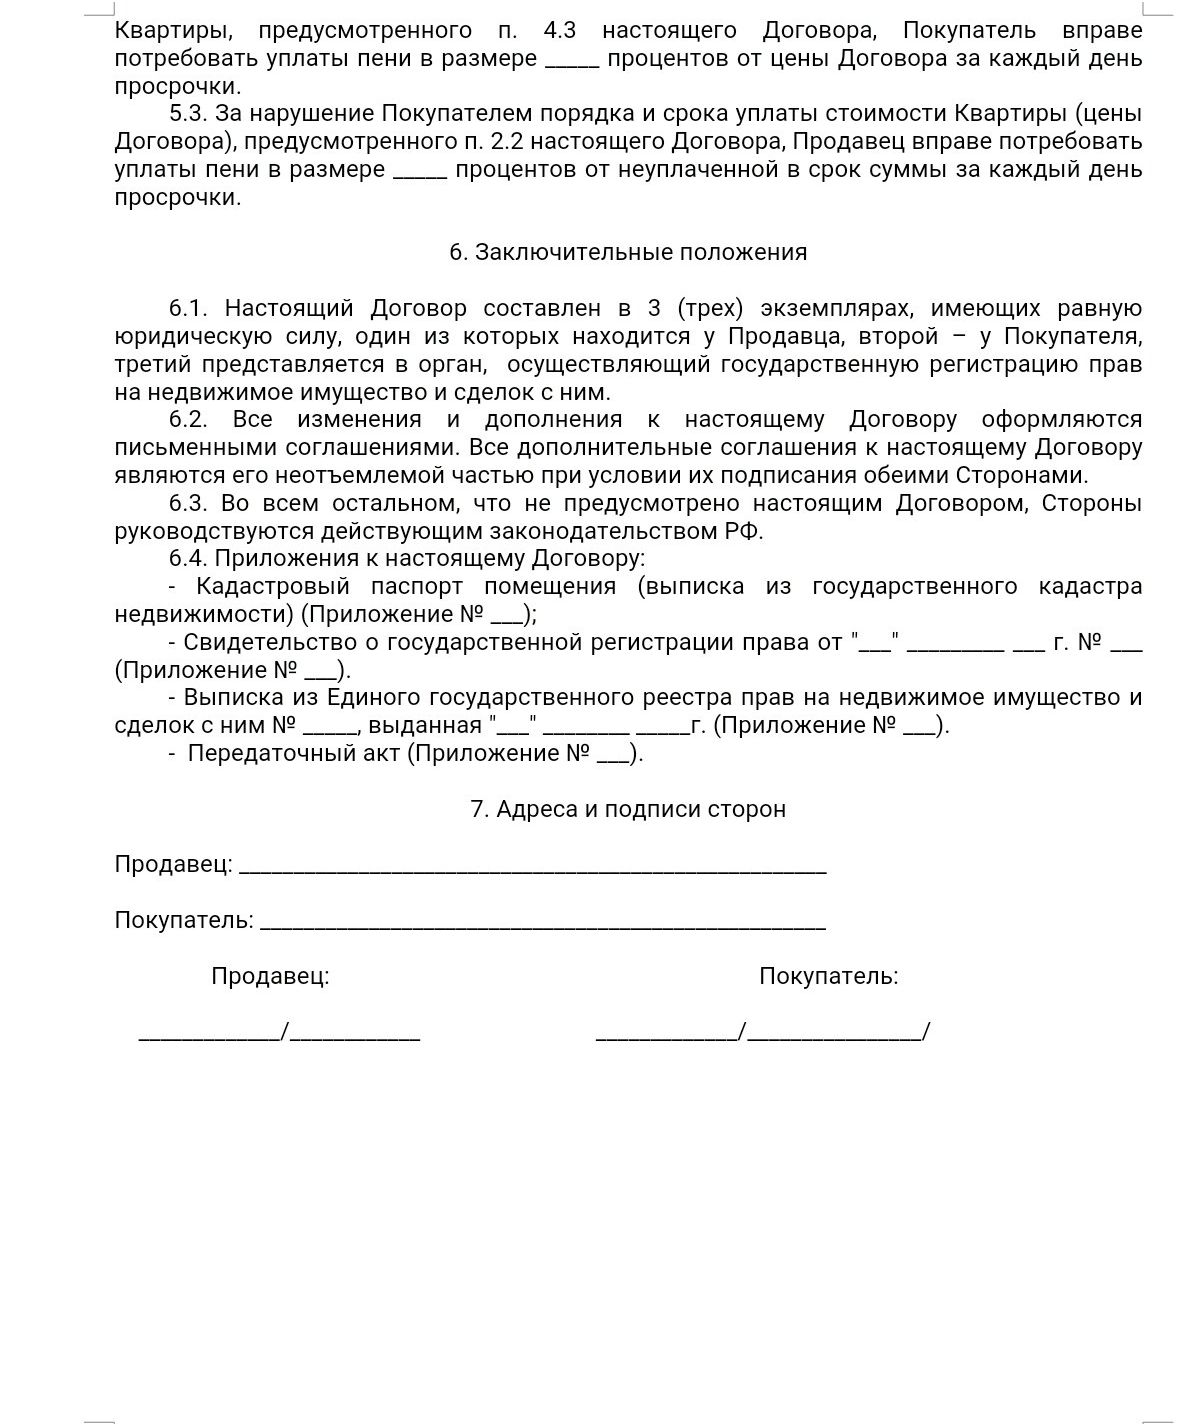 Квартиры, предусмотренного п. 4.3 настоящего Договора, Покупатель вправе
потребовать уплаты пени в размере _____ процентов от цены Договора за каждый день
просрочки.
5.3. За нарушение Покупателем порядка и срока уплаты стоимости Квартиры (цены
Договора), предусмотренного п. 2.2 настоящего Договора, Продавец вправе потребовать
уплаты пени в размере _____ процентов от неуплаченной в срок суммы за каждый день
просрочки.
6. Заключительные положения
6.1. Настоящий Договор составлен в 3 (трех) экземплярах, имеющих равную
юридическую силу, один из которых находится у Продавца, второй – у Покупателя,
третий представляется в орган, осуществляющий государственную регистрацию прав
на недвижимое имущество и сделок с ним.
6.2. Все изменения и дополнения к настоящему Договору оформляются
письменными соглашениями. Все дополнительные соглашения к настоящему Договору
являются его неотъемлемой частью при условии их подписания обеими Сторонами.
6.3. Во всем остальном, что не предусмотрено настоящим Договором, Стороны
руководствуются действующим законодательством РФ.
6.4. Приложения к настоящему Договору:
- Кадастровый паспорт помещения (выписка из государственного кадастра
недвижимости) (Приложение № ___);
- Свидетельство о государственной регистрации права от "___" _________ ___ г. № ___
(Приложение № ___).
- Выписка из Единого государственного реестра прав на недвижимое имущество и
сделок с ним № _____, выданная "___" ________ _____г. (Приложение № ___).
- Передаточный акт (Приложение № ___).
7. Адреса и подписи сторон
Продавец: ______________________________________________________
Покупатель: ____________________________________________________
Продавец: Покупатель:
_____________/____________ _____________/________________/